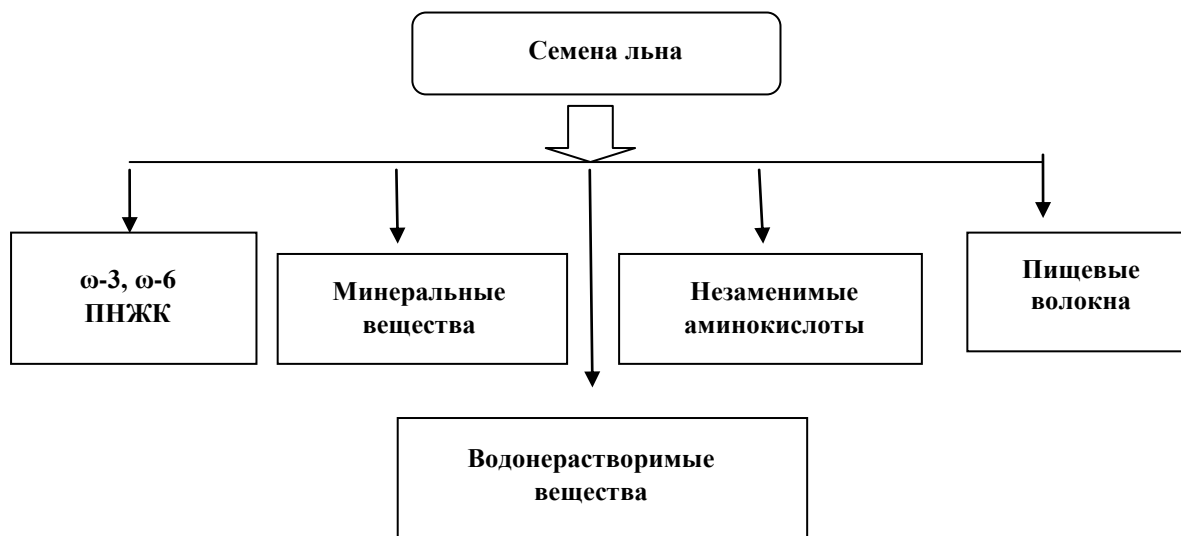 Семена льна
ω-3, ω-6
ПНЖК
Минеральные
вещества
Незаменимые
аминокислоты
Пищевые
волокна
Водонерастворимые
вещества